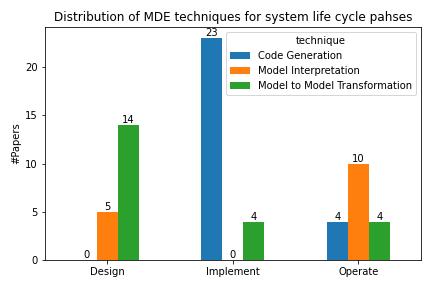 Distribution of MDE techniques for system life cycle pahses
23
technique
Code Generation
Model Interpretation
Model to Model Transformation
#Papers
20
15
10
5
0
0 5 14
23 0 4
4 10 4
Design Implement Operate